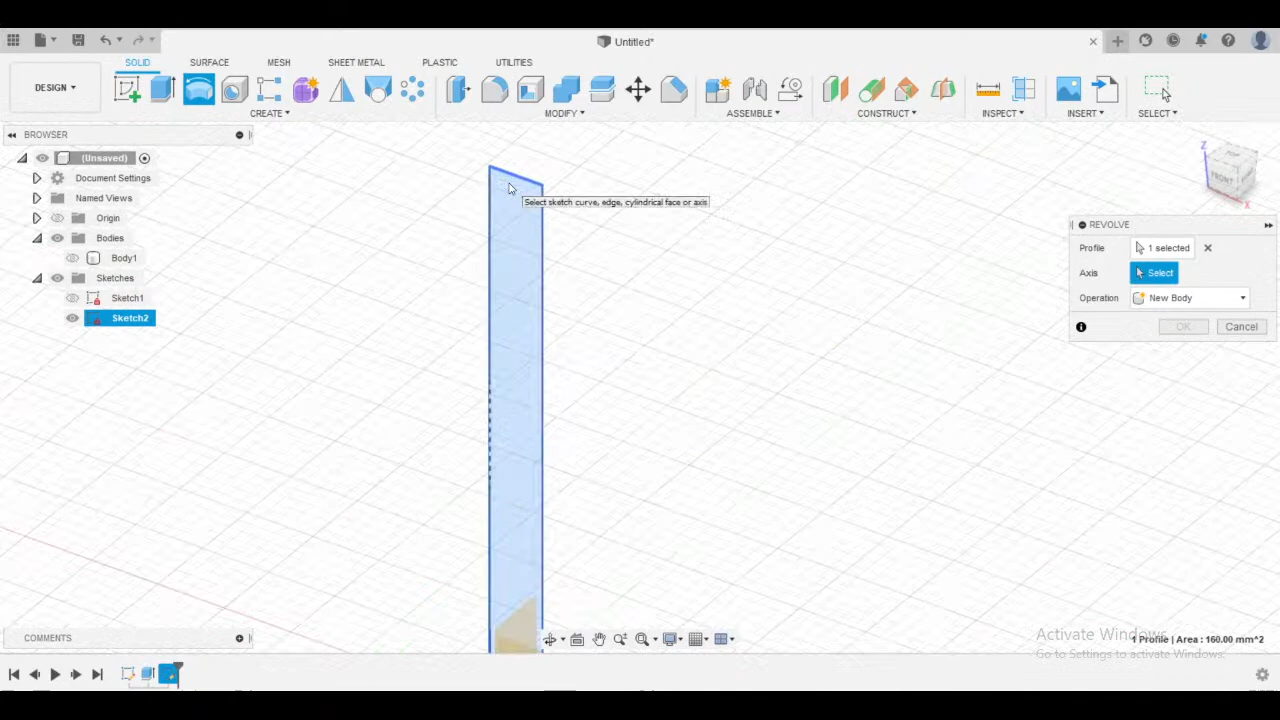 Untitled*
SOLID SURFACE MESH SHEET METAL PLASTIC UTILITIES
DESIGN
CREATE MODIFY ASSEMBLE CONSTRUCT INSPECT INSERT SELECT
BROWSER
(Unsaved)
Document Settings
Named Views
Origin
Bodies
Body1
Sketches
Sketch1
Sketch2
Select sketch curve, edge, cylindrical face or axis
Z
FRONT
X
REVOLVE
Profile 1 selected
Axis Select
Operation New Body
OK Cancel
COMMENTS
Activate Windows
1 Profile | Area : 160.00 mm^2
Go to Settings to activate Windows.